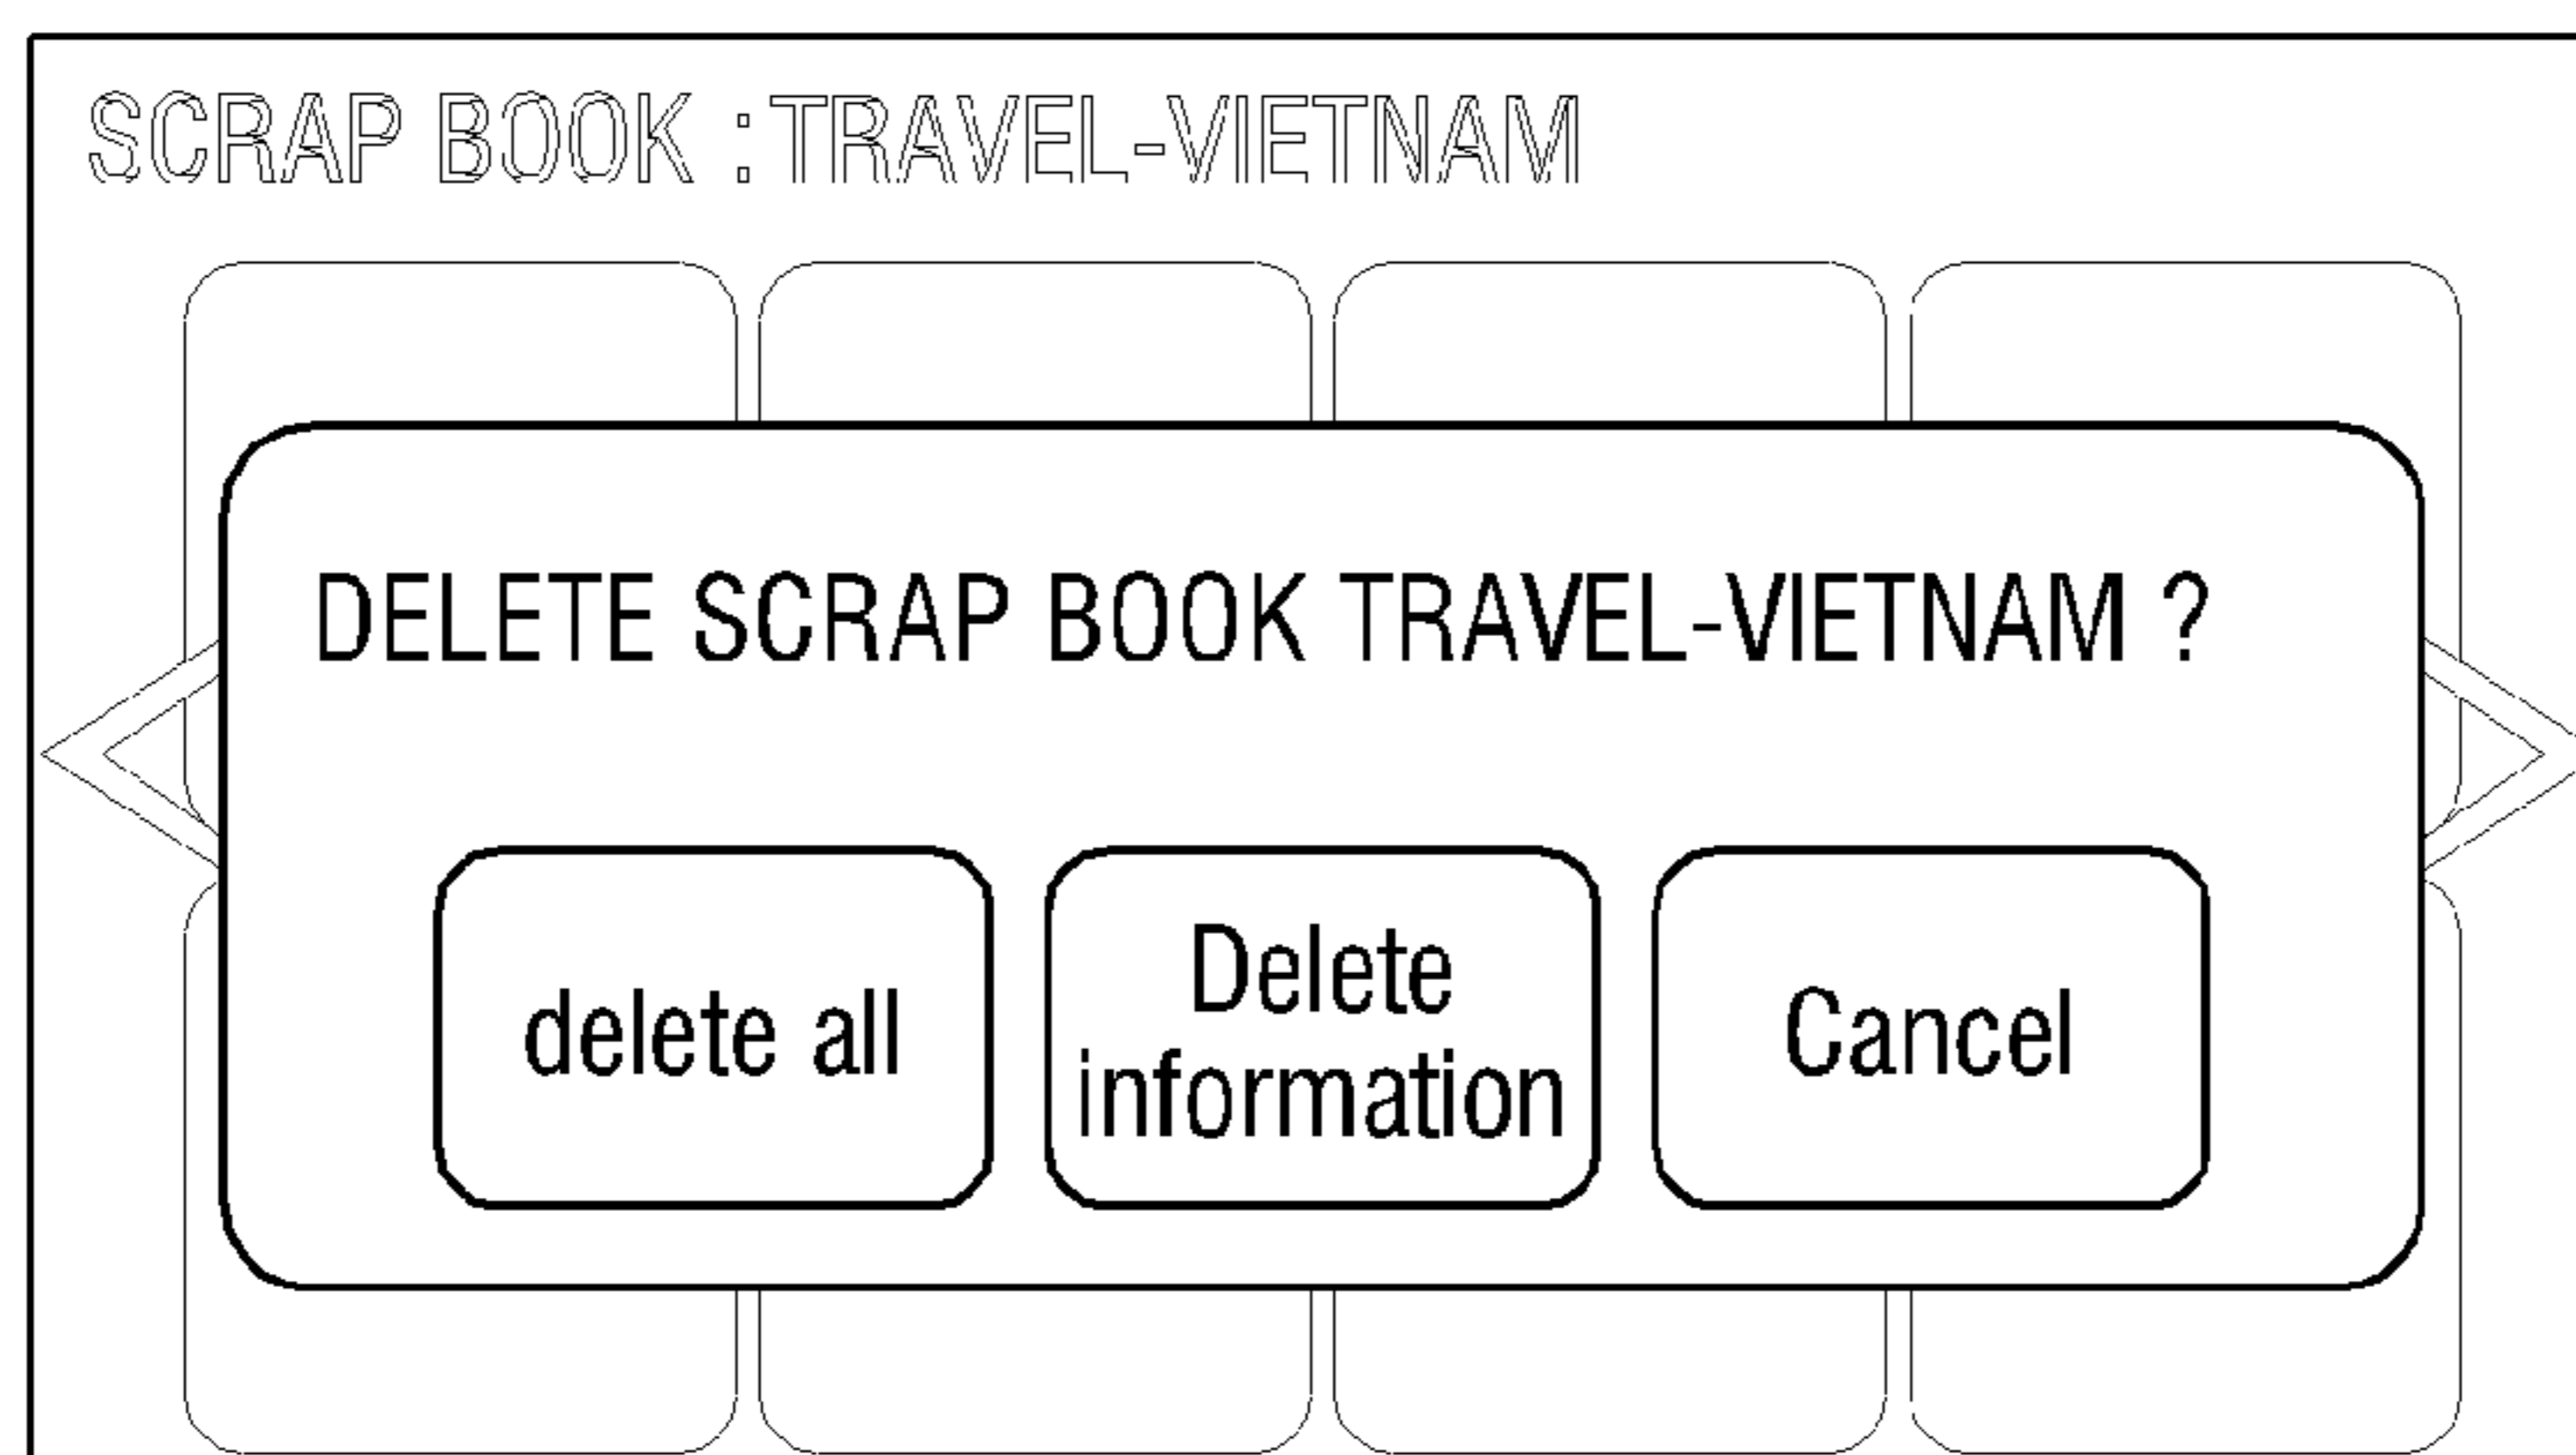 SCRAP BOOK : TRAVEL-VIETNAM
DELETE SCRAP BOOK TRAVEL-VIETNAM ?
delete all
Delete
information
Cancel